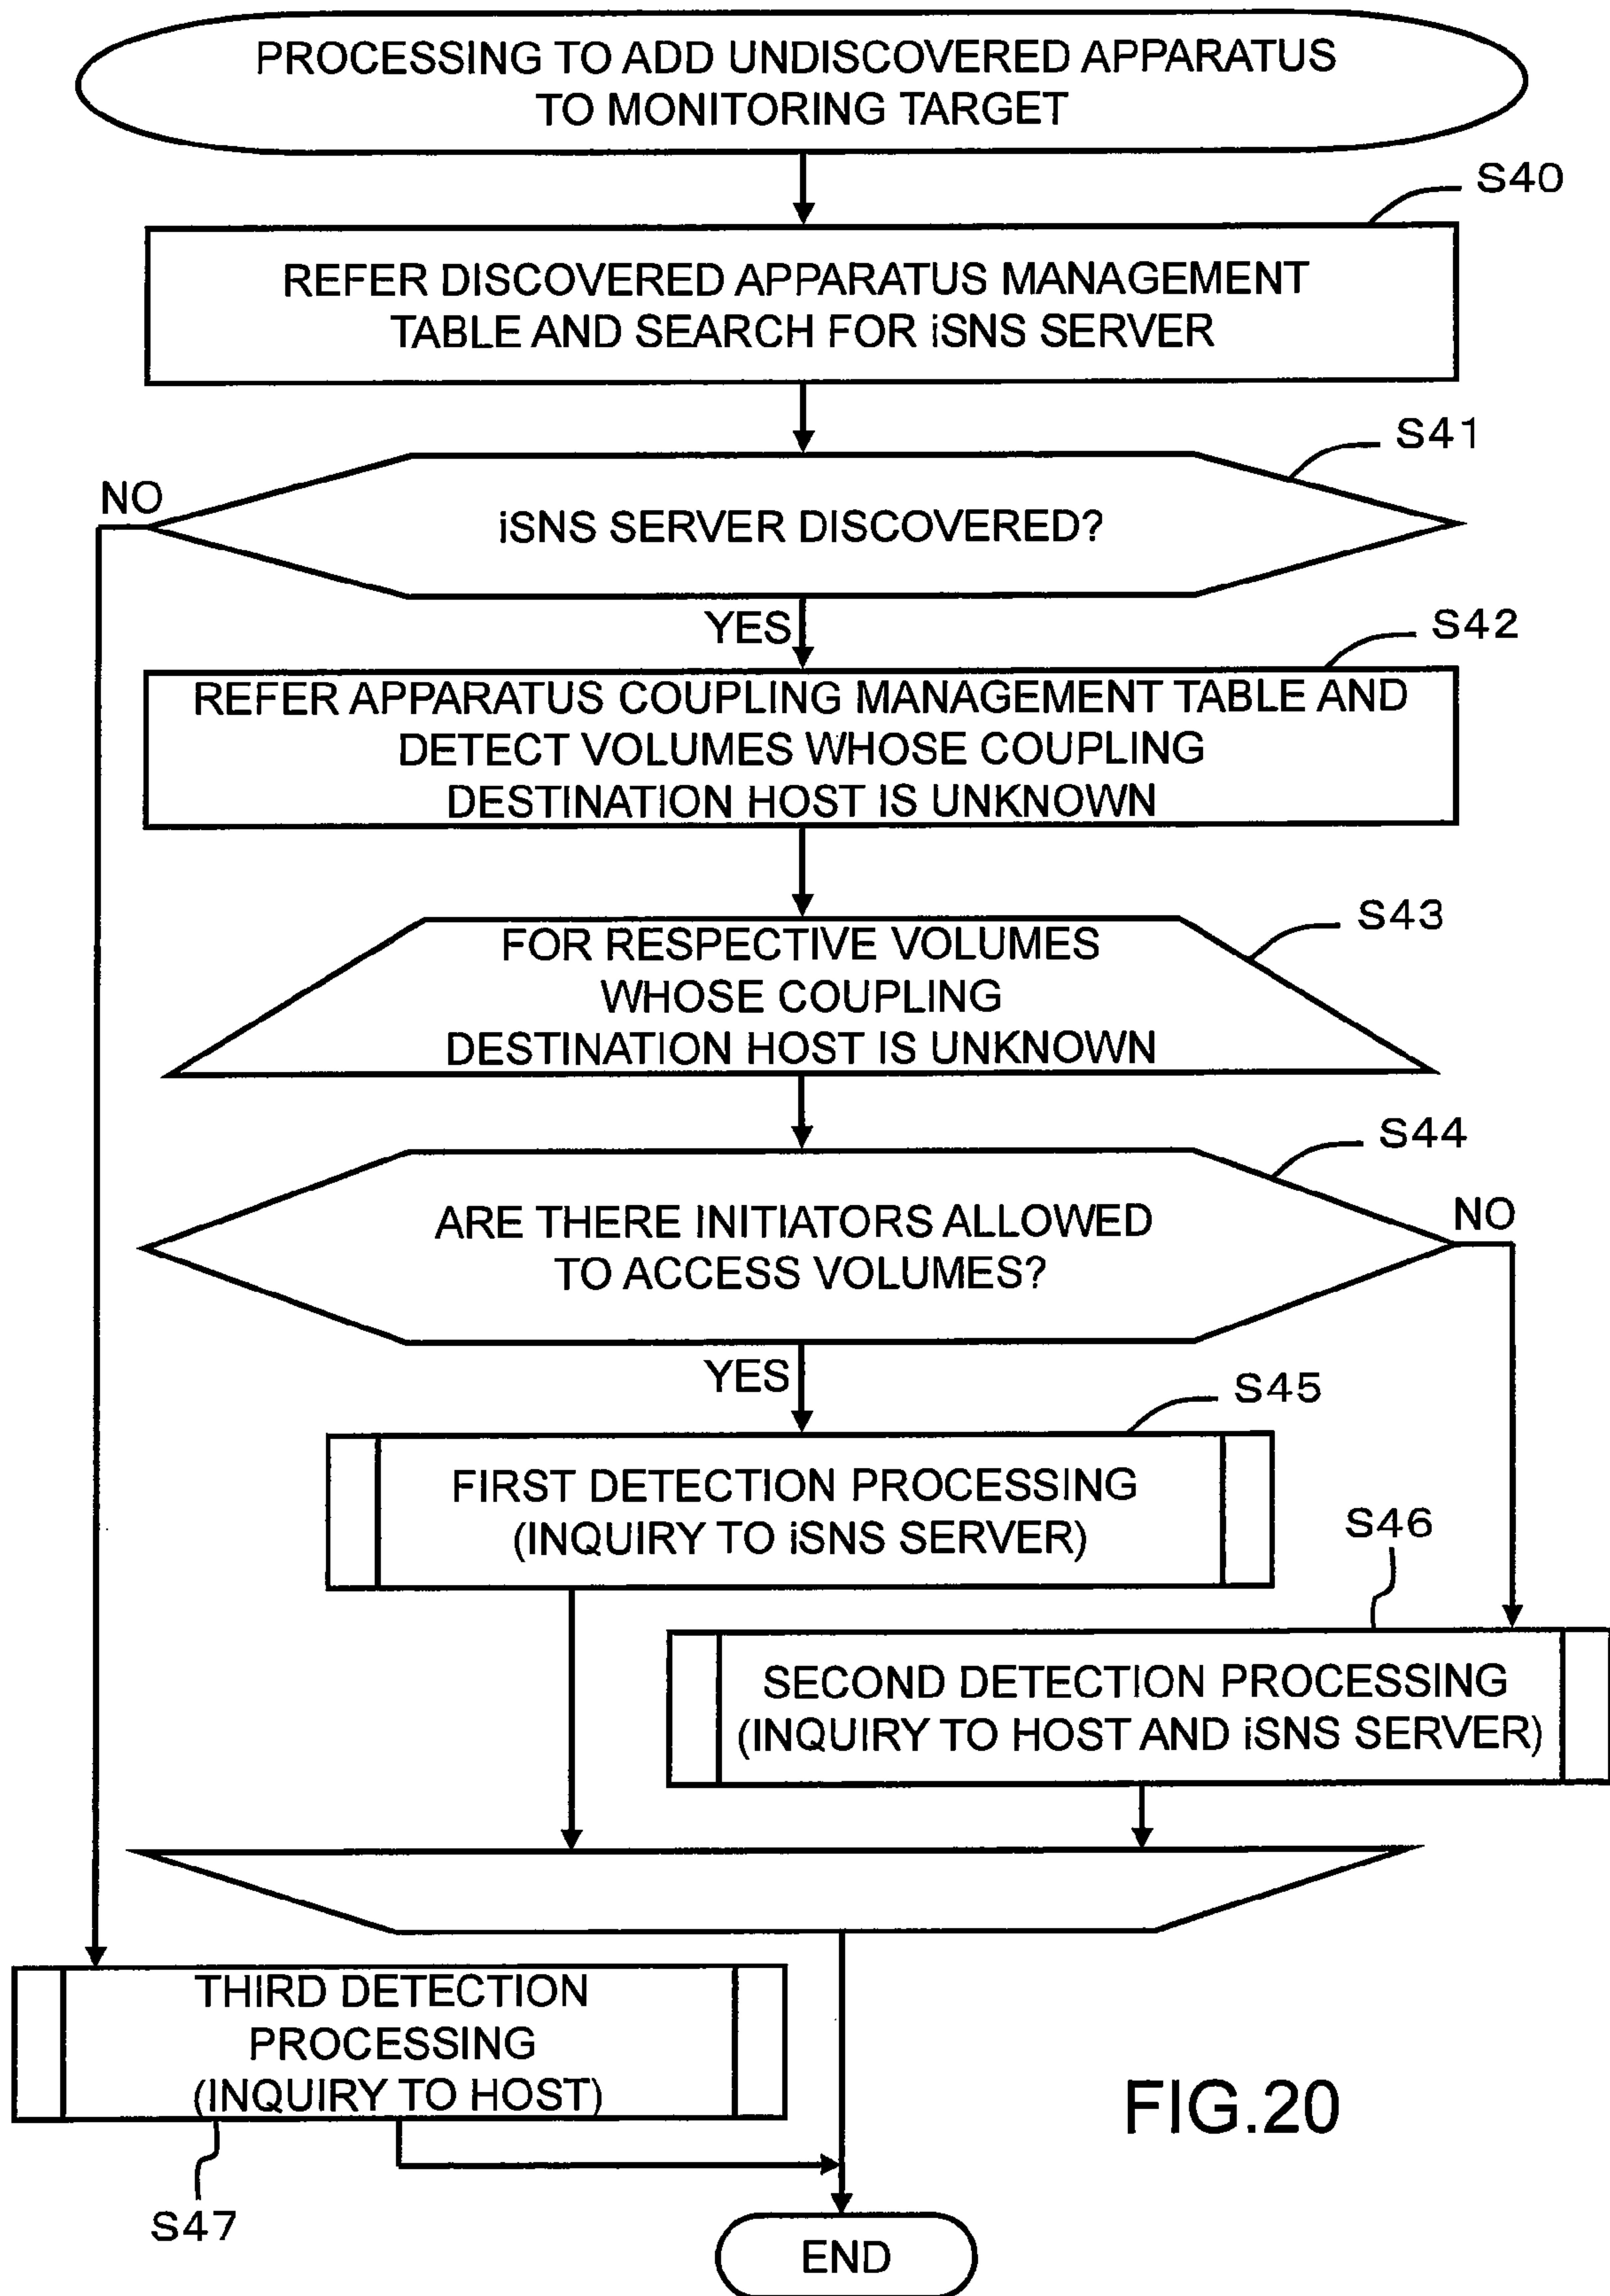 PROCESSING TO ADD UNDISCOVERED APPARATUS
TO MONITORING TARGET
S40
REFER DISCOVERED APPARATUS MANAGEMENT
TABLE AND SEARCH FOR iSNS SERVER
S41
NO
iSNS SERVER DISCOVERED?
YES
S42
REFER APPARATUS COUPLING MANAGEMENT TABLE AND
DETECT VOLUMES WHOSE COUPLING
DESTINATION HOST IS UNKNOWN
S43
FOR RESPECTIVE VOLUMES
WHOSE COUPLING
DESTINATION HOST IS UNKNOWN
S44
ARE THERE INITIATORS ALLOWED
TO ACCESS VOLUMES?
NO
YES
S45
FIRST DETECTION PROCESSING
(INQUIRY TO iSNS SERVER)
S46
SECOND DETECTION PROCESSING
(INQUIRY TO HOST AND iSNS SERVER)
THIRD DETECTION
PROCESSING
(INQUIRY TO HOST)
FIG.20
S47
END